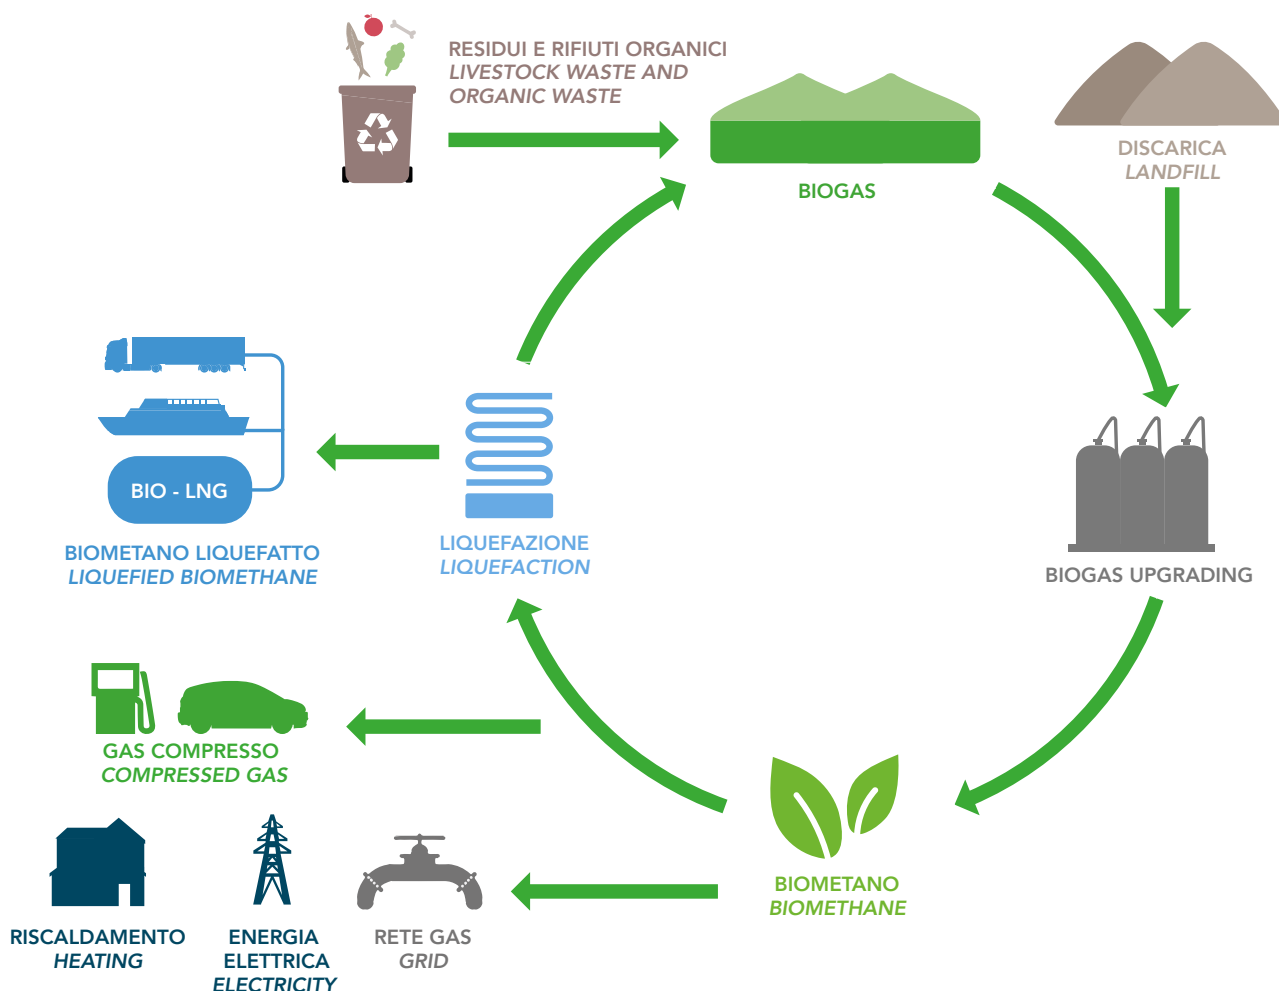 RESIDUI E RIFIUTI ORGANICI
LIVESTOCK WASTE AND
ORGANIC WASTE
BIOGAS
DISCARICA
LANDFILL
BIO - LNG
BIOMETANO LIQUEFATTO
LIQUEFIED BIOMETHANE
LIQUEFAZIONE
LIQUEFACTION
BIOGAS UPGRADING
GAS COMPRESSO
COMPRESSED GAS
BIOMETANO
BIOMETHANE
RISCALDAMENTO
HEATING
ENERGIA
ELETTRICA
ELECTRICITY
RETE GAS
GRID